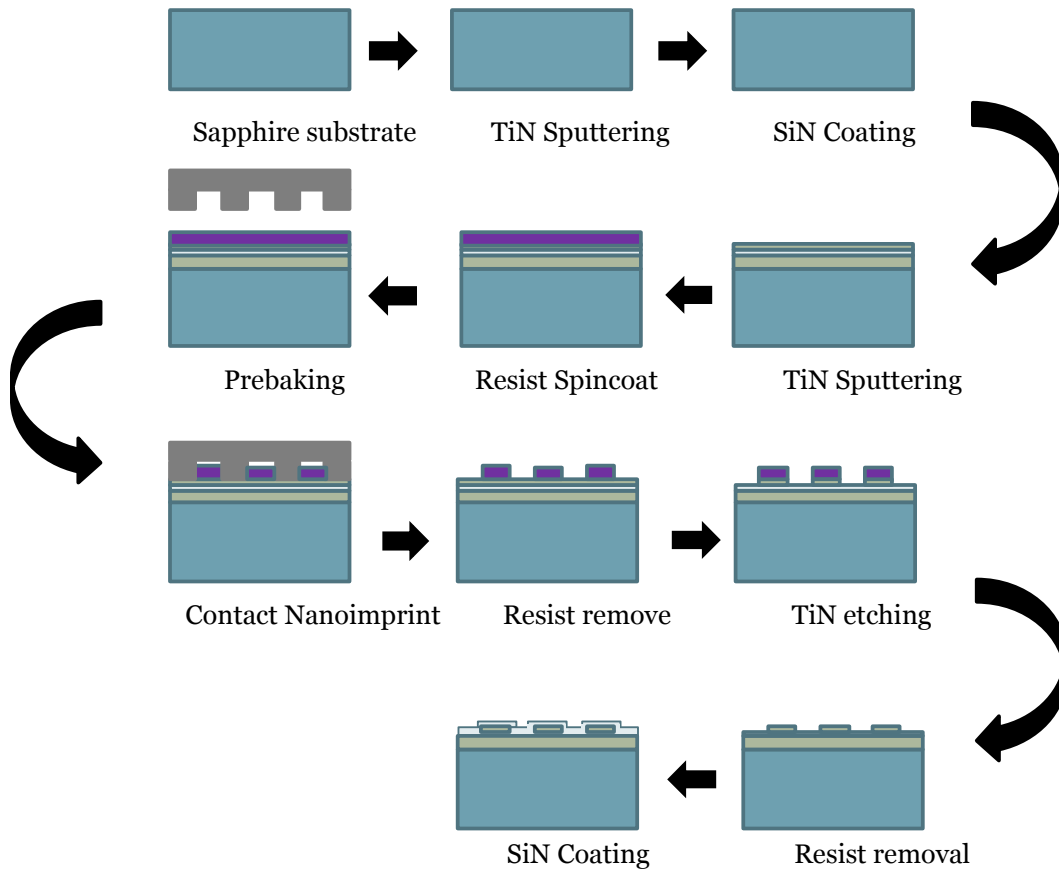 Sapphire substrate
TiN Sputtering
SiN Coating
Prebaking
Resist Spincoat
TiN Sputtering
Contact Nanoimprint
Resist remove
TiN etching
SiN Coating
Resist removal